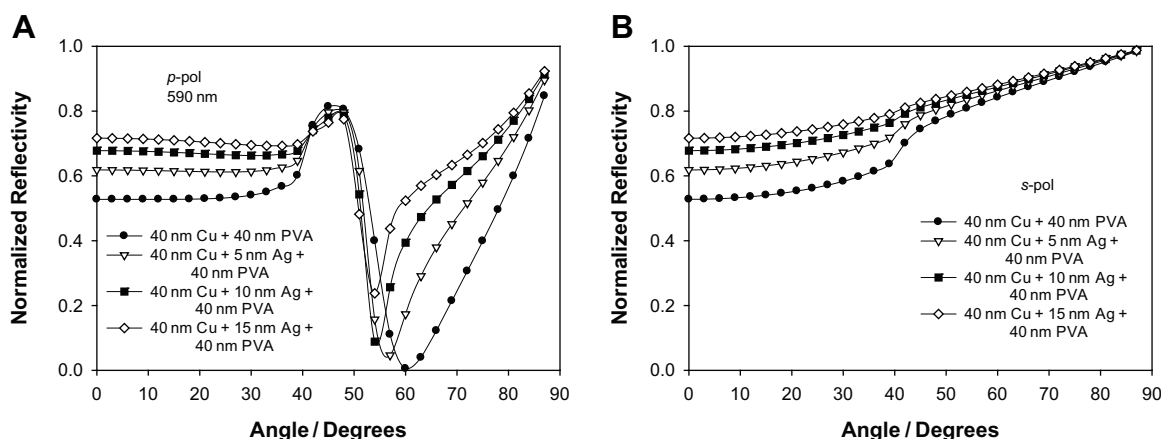 A
Normalized Reflectivity
1.0
0.8
0.6
0.4
0.2
0.0
p-pol
590 nm
40 nm Cu + 40 nm PVA
40 nm Cu + 5 nm Ag +
40 nm PVA
40 nm Cu + 10 nm Ag +
40 nm PVA
40 nm Cu + 15 nm Ag +
40 nm PVA
0 10 20 30 40 50 60 70 80 90
Angle / Degrees
B
Normalized Reflectivity
1.0
0.8
0.6
0.4
0.2
0.0
s-pol
40 nm Cu + 40 nm PVA
40 nm Cu + 5 nm Ag +
40 nm PVA
40 nm Cu + 10 nm Ag +
40 nm PVA
40 nm Cu + 15 nm Ag +
40 nm PVA
0 10 20 30 40 50 60 70 80 90
Angle / Degrees